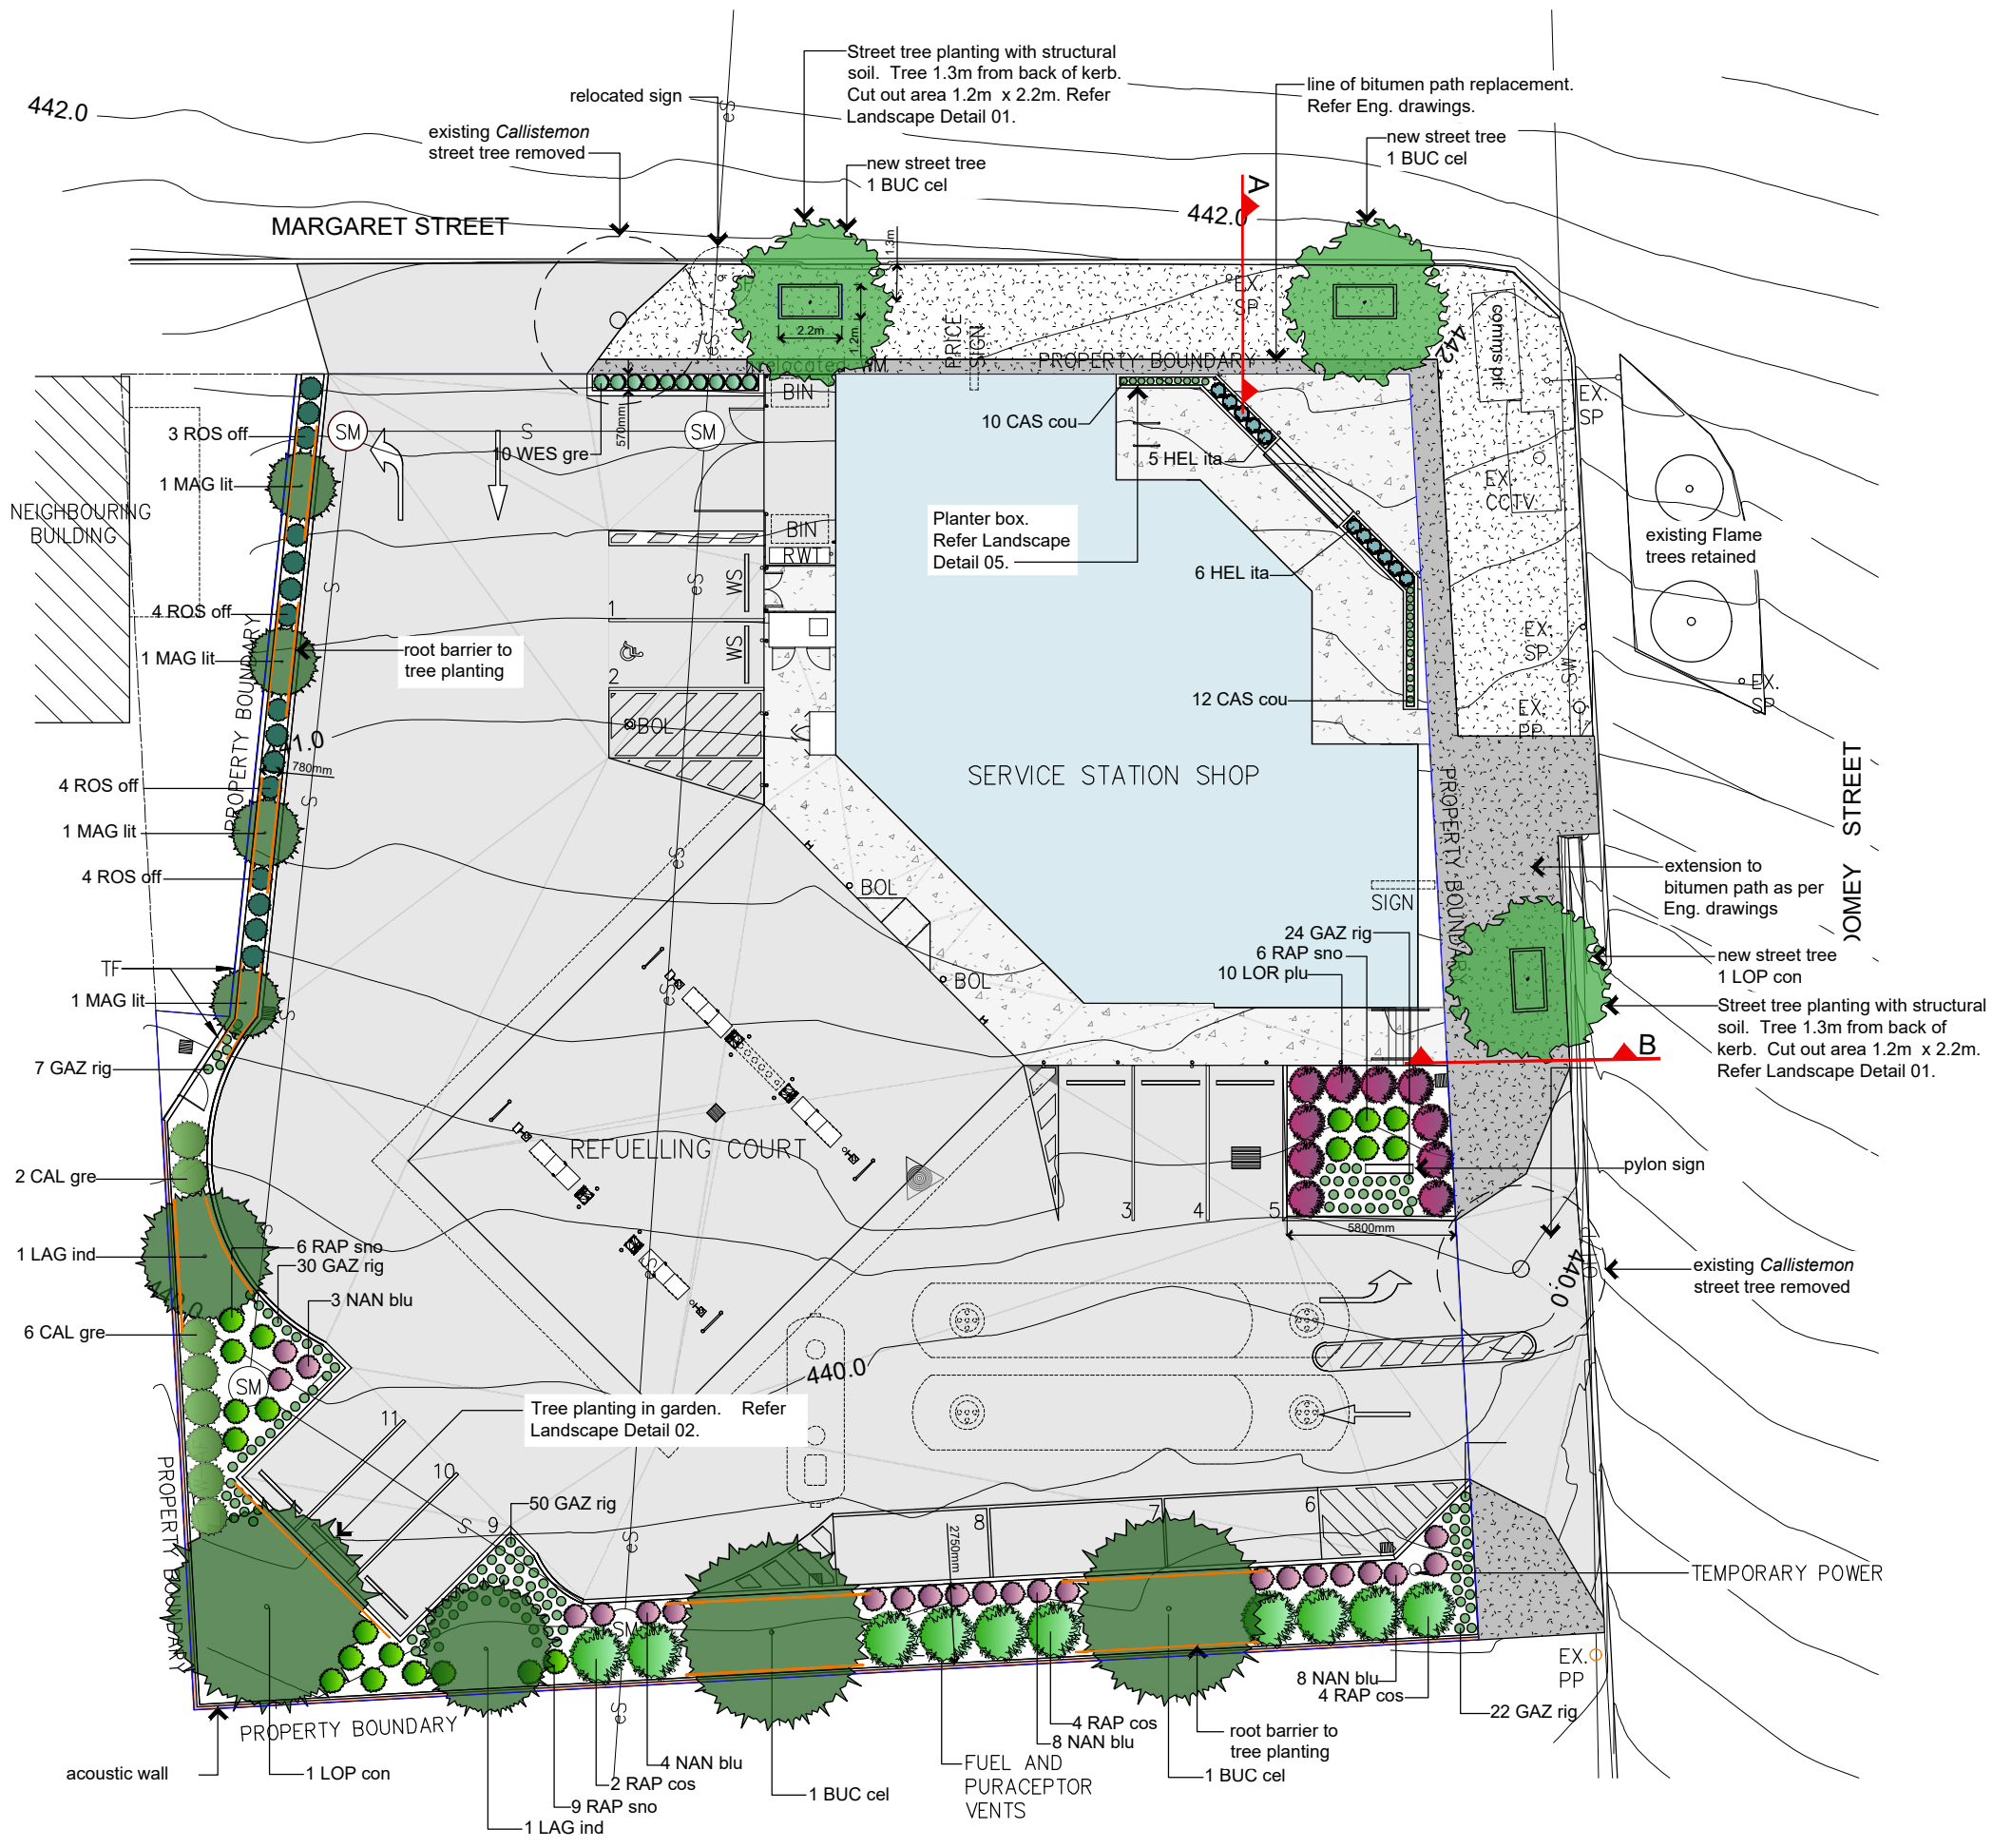 Street tree planting with structural
soil. Tree 1.3m from back of kerb.
Cut out area 1.2m x 2.2m. Refer
Landscape Detail 01.
relocated sign
line of bitumen path replacement.
Refer Eng. drawings.
442.0
existing Callistemon
street tree removed
new street tree
1 BUC cel
new street tree
1 BUC cel
eS
A
442.0
MARGARET STREET
1.3m
2.2m
1.2m
EX.
SP
PRICE
SIGN
comms pit
442
PROPERTY BOUNDARY
eS
BIN
570mm
10 CAS cou
EX.
SP
3 ROS off
SM
S
SM
10 WES gre
5 HEL ita
1 MAG lit
EX.
CCTV
NEIGHBOURING
BUILDING
BIN
RWT
Planter box.
Refer Landscape
Detail 05.
existing Flame
trees retained
6 HEL ita
S
eS
WS
1
4 ROS off
EX.
SP
WS
root barrier to
tree planting
WS
1 MAG lit
2
PROPERTY BOUNDARY
12 CAS cou
EX.
SP
EX.
PP
BOL
41.0
780mm
SERVICE STATION SHOP
4 ROS off
S
PROPERTY BOUNDARY
OMEY STREET
1 MAG lit
eS
extension to
bitumen path as per
Eng. drawings
4 ROS off
BOL
SIGN
24 GAZ rig
6 RAP sno
10 LOR plu
new street tree
1 LOP con
TF
BOL
1 MAG lit
eS
S
Street tree planting with structural
soil. Tree 1.3m from back of
kerb. Cut out area 1.2m x 2.2m.
Refer Landscape Detail 01.
B
7 GAZ rig
REFUELLING COURT
pylon sign
2 CAL gre
3
4
5
5800mm
S
1 LAG ind
6 RAP sno
30 GAZ rig
eS
440.0
existing Callistemon
street tree removed
3 NAN blu
6 CAL gre
440.0
SM
Tree planting in garden. Refer
Landscape Detail 02.
11
10
PROPERTY BOUNDARY
50 GAZ rig
S
9
eS
8
7
6
2750mm
TEMPORARY POWER
SM
EX.
PP
8 NAN blu
4 RAP cos
22 GAZ rig
eS
PROPERTY BOUNDARY
4 RAP cos
8 NAN blu
root barrier to
tree planting
acoustic wall
1 LOP con
4 NAN blu
2 RAP cos
FUEL AND
PURACEPTOR
VENTS
1 BUC cel
1 BUC cel
9 RAP sno
1 LAG ind